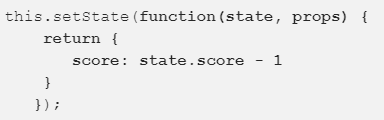 this.setState(function(state, props) {
    return {
       score: state.score - 1
    }
   });